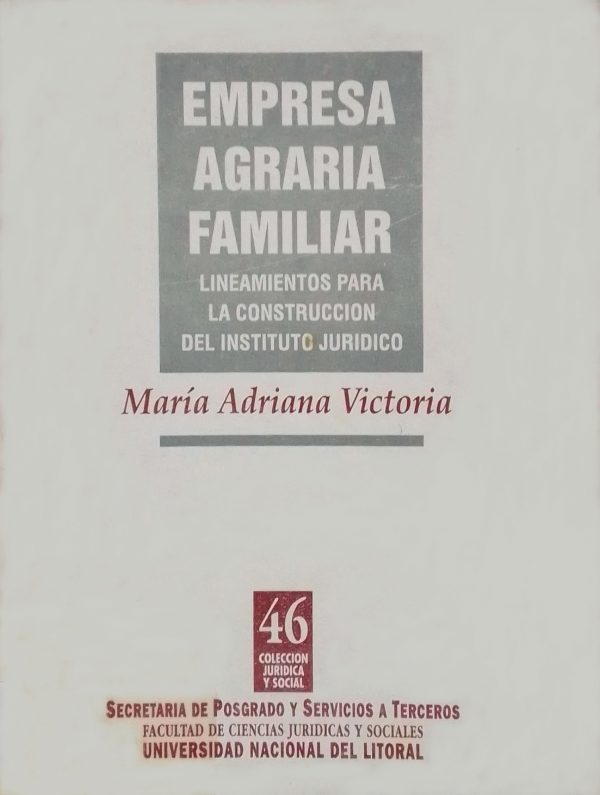 EMPRESA
AGRARIA
FAMILIAR
LINEAMIENTOS PARA
LA CONSTRUCCION
DEL INSTITUTO JURIDICO
María Adriana Victoria
46
COLECCION
JURIDICA
Y SOCIAL
SECRETARIA DE POSGRADO Y SERVICIOS A TERCEROS
FACULTAD DE CIENCIAS JURIDICAS Y SOCIALES
UNIVERSIDAD NACIONAL DEL LITORAL